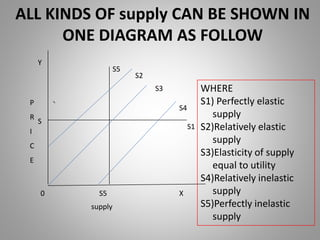 ALL KINDS OF supply CAN BE SHOWN IN
ONE DIAGRAM AS FOLLOW
Y
S5
S2
S3
S4
S1
P
R
I
C
E
S
0
S5
X
supply
WHERE
S1) Perfectly elastic
supply
S2)Relatively elastic
supply
S3)Elasticity of supply
equal to utility
S4)Relatively inelastic
supply
S5)Perfectly inelastic
supply